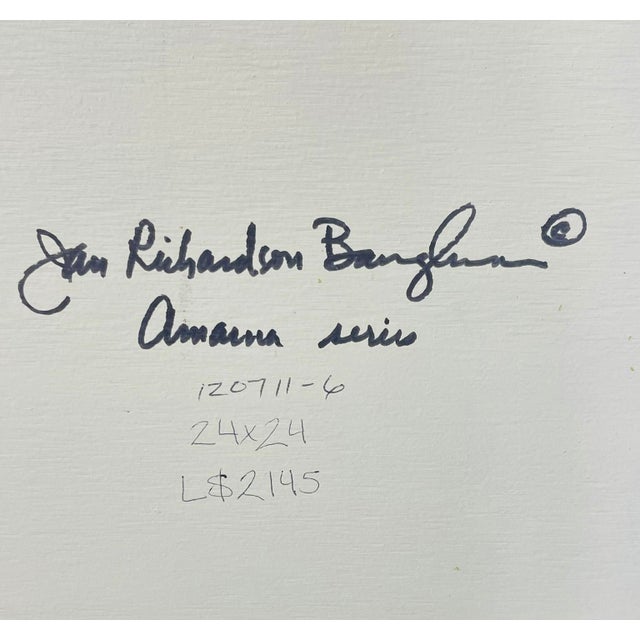 Jan Richardson Baughman ©
Amarna series
120711-6
24x24
L$2145